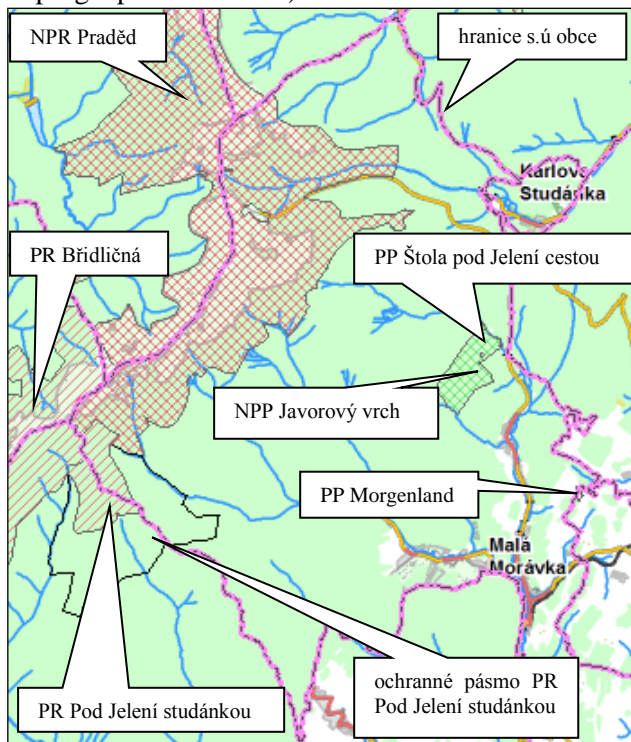 NPR Praděd
hranice s.ú obce
Karlova
Studánka
PR Břidličná
PP Štola pod Jelení cestou
NPP Javorový vrch
PP Morgenland
Malá
Morávka
PR Pod Jelení studánkou
ochranné pásmo PR
Pod Jelení studánkou